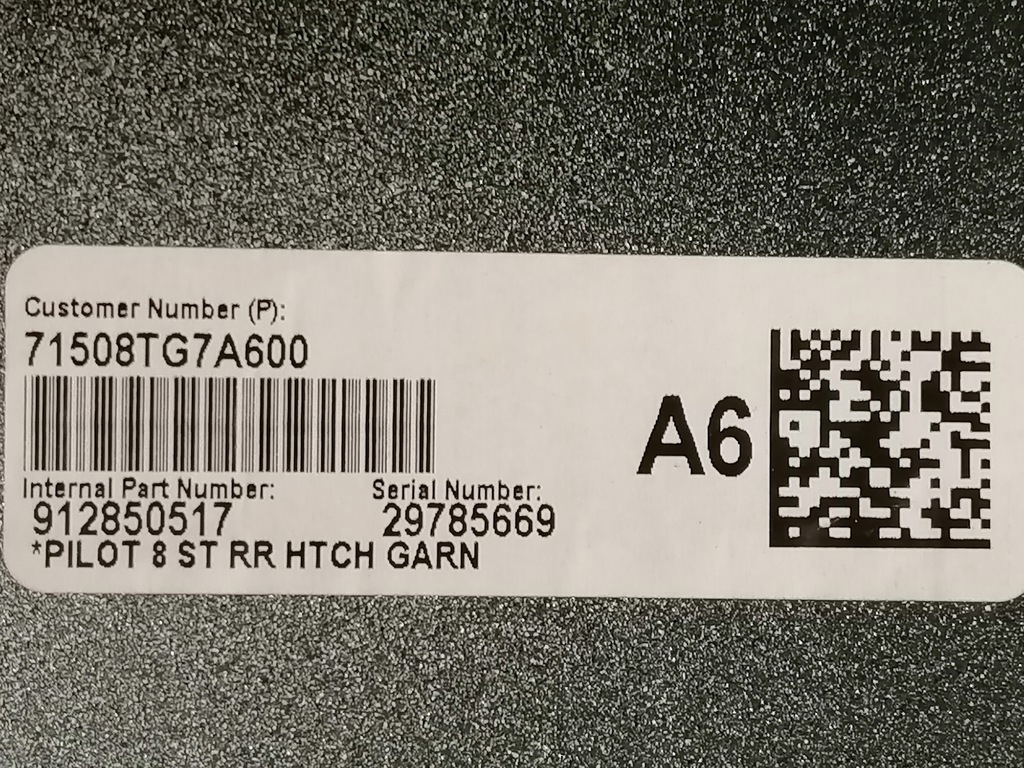 Customer Number (P):
71508TG7A600
A6
Internal Part Number: Serial Number:
912850517 29785669
*PILOT 8 ST RR HTCH GARN